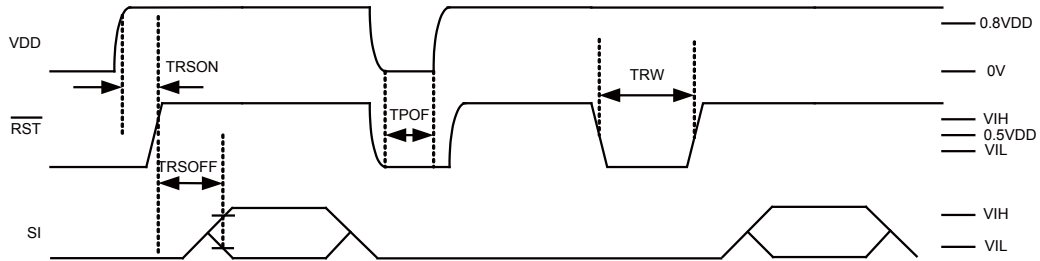 VDD
0.8VDD
TRSON
TRW
0V
TPOF
RST
VIH
0.5VDD
VIL
TRSOFF
SI
VIH
VIL